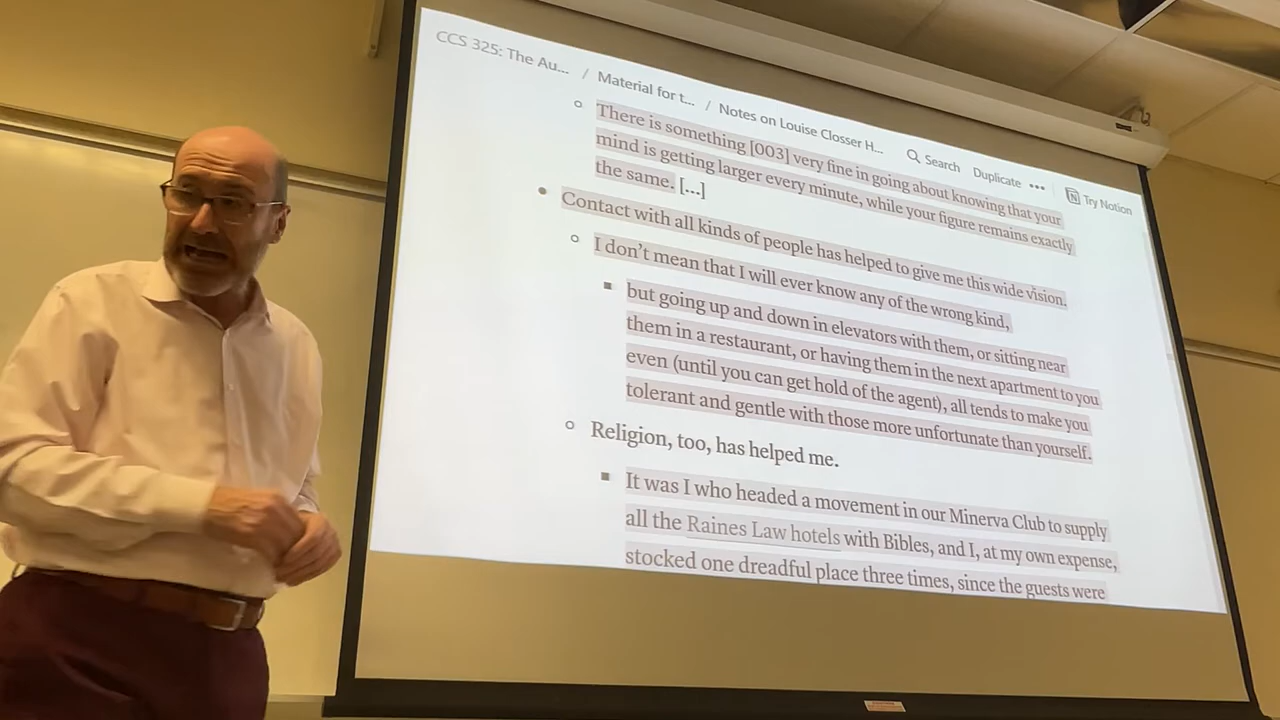 CCS 325: The Au... / Material for t... / Notes on Louise Closser H... Search Duplicate ••• Try Notion
There is something [003] very fine in going about knowing that your
mind is getting larger every minute, while your figure remains exactly
the same. [...]
Contact with all kinds of people has helped to give me this wide vision.
I don't mean that I will ever know any of the wrong kind,
but going up and down in elevators with them, or sitting near
them in a restaurant, or having them in the next apartment to you
even (until you can get hold of the agent), all tends to make you
tolerant and gentle with those more unfortunate than yourself.
Religion, too, has helped me.
It was I who headed a movement in our Minerva Club to supply
all the Raines Law hotels with Bibles, and I, at my own expense,
stocked one dreadful place three times, since the guests were